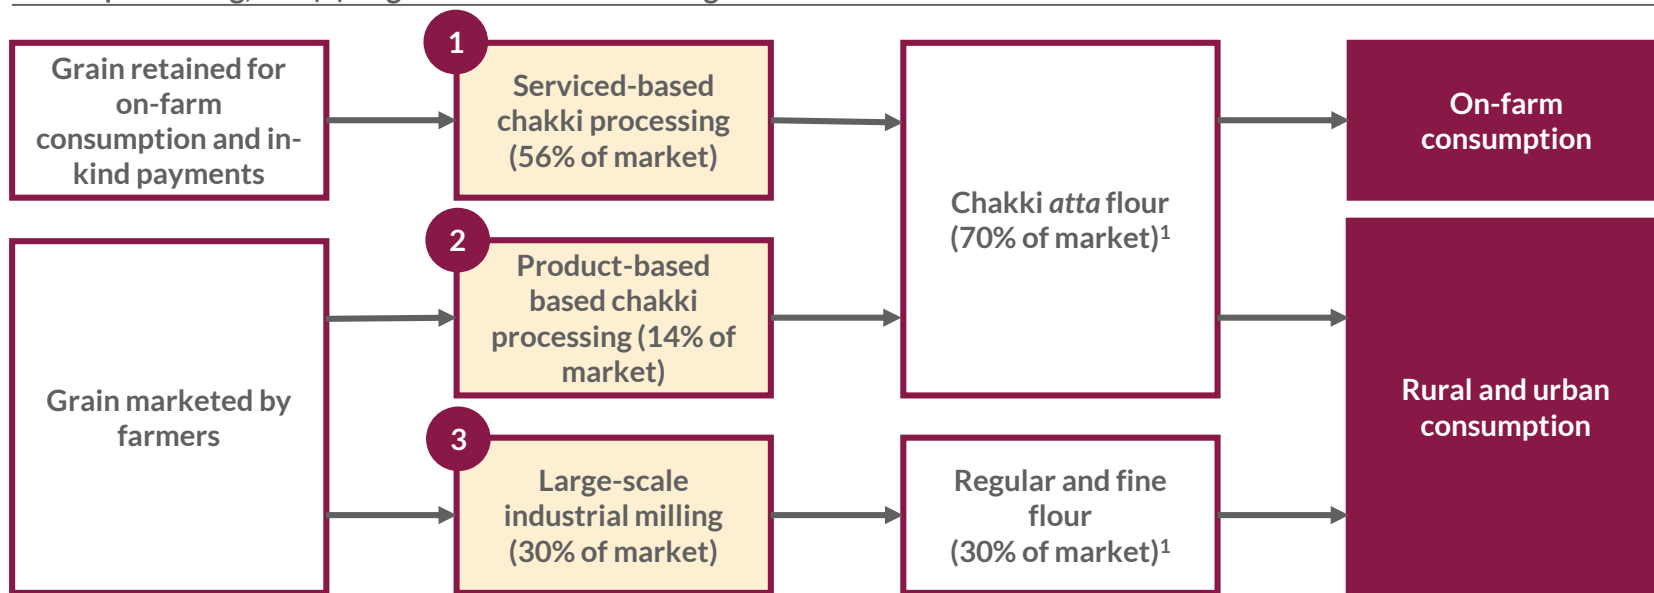 1
Grain retained for
on-farm
consumption and in-
kind payments
Serviced-based
chakki processing
(56% of market)
On-farm
consumption
Chakki atta flour
(70% of market)1
2
Product-based
based chakki
processing (14% of
market)
Grain marketed by
farmers
Rural and urban
consumption
3
Large-scale
industrial milling
(30% of market)
Regular and fine
flour
(30% of market)1